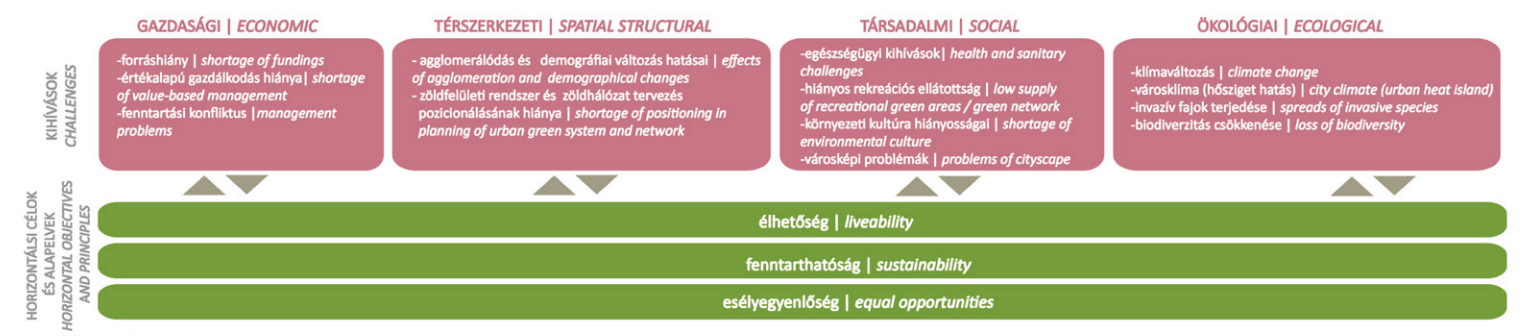 GAZDASÁGI | ECONOMIC
-forráshiány | shortage of fundings
-értékalapú gazdálkodás hiánya| shortage
of value-based management
-fenntartási konfliktus |management
problems
TÉRSZERKEZETI | SPATIAL STRUCTURAL
- agglomerálódás és demográfiai változás hatásai | effects
of agglomeration and demographical changes
- zöldfelületi rendszer és zöldhálózat tervezés
pozicionálásának hiánya | shortage of positioning in
planning of urban green system and network
TÁRSADALMI | SOCIAL
-egészségügyi kihívások| health and sanitary
challenges
-hiányos rekreációs ellátottság | low supply
of recreational green areas / green network
-környezeti kultúra hiányosságai | shortage of
environmental culture
-városképi problémák | problems of cityscape
ÖKOLÓGIAI | ECOLOGICAL
-klímaváltozás | climate change
-városklíma (hősziget hatás) | city climate (urban heat island)
-invazív fajok terjedése | spreads of invasive species
-biodiverzitás csökkenése | loss of biodiversity
KIHÍVÁSOK
CHALLENGES
HORIZONTÁLSI CÉLOK
ÉS ALAPELVEK
HORIZONTAL OBJECTIVES
AND PRINCIPLES
élhetőség | liveability
fenntarthatóság | sustainability
esélyegyenlőség | equal opportunities